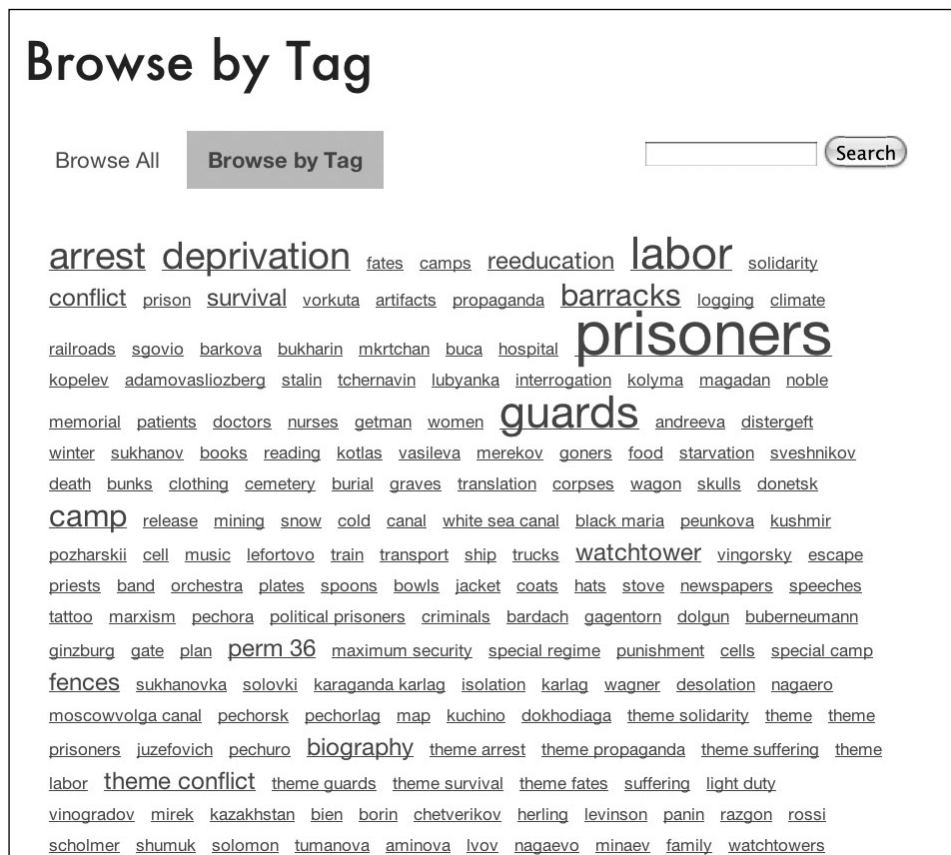 Browse by Tag
Browse All Browse by Tag Search
arrest deprivation fates camps reeducation labor solidarity
conflict prison survival vorkuta artifacts propaganda barracks logging climate
railroads sgovio barkova bukharin mkrtchan buca hospital prisoners
kopelev adamovasliozberg stalin tchernavin lubyanka interrogation kolyma magadan noble
memorial patients doctors nurses getman women guards andreeva distergeft
winter sukhanov books reading kotlas vasileva merekov goners food starvation sveshnikov
death bunks clothing cemetery burial graves translation corpses wagon skulls donetsk
camp release mining snow cold canal white sea canal black maria peunkova kushmir
pozharskii cell music lefortovo train transport ship trucks watchtower vingorsky escape
priests band orchestra plates spoons bowls jacket coats hats stove newspapers speeches
tattoo marxism pechora political prisoners criminals bardach gagentorn dolgun buberneumann
ginzburg gate plan perm 36 maximum security special regime punishment cells special camp
fences sukhanovka solovki karaganda karlag isolation karlag wagner desolation nagaero
moscowvolga canal pechorsk pechorlag map kuchino dokhodiaga theme solidarity theme theme
prisoners juzefovich pechuro biography theme arrest theme propaganda theme suffering theme
labor theme conflict theme guards theme survival theme fates suffering light duty
vinogradov mirek kazakhstan bien borin chetverikov herling levinson panin razgon rossi
scholmer shumuk solomon tumanova aminova lvov nagaevo minaev family watchtowers